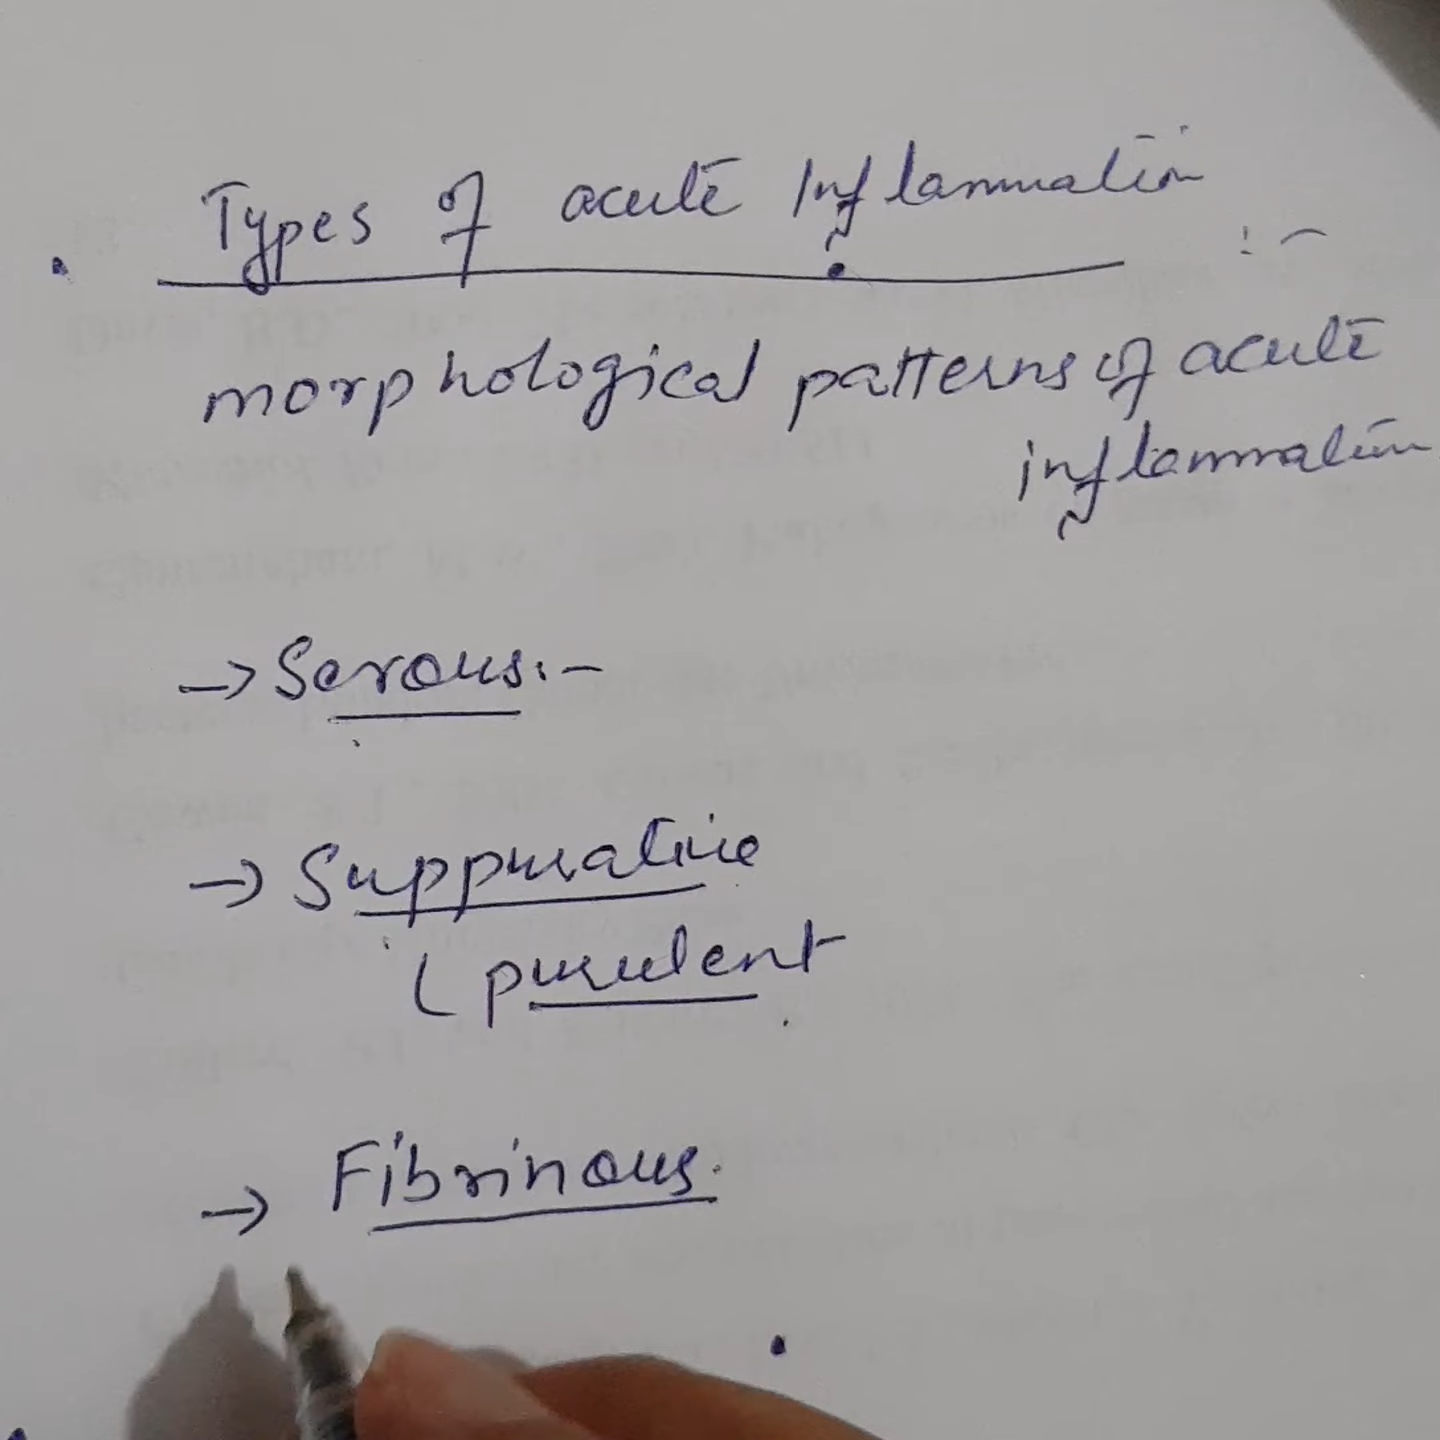 Types of acute Inflammation :-
morphological patterns of acute
inflammation
→ Serous:-
→ Suppurative
( purulent
→ Fibrinous.